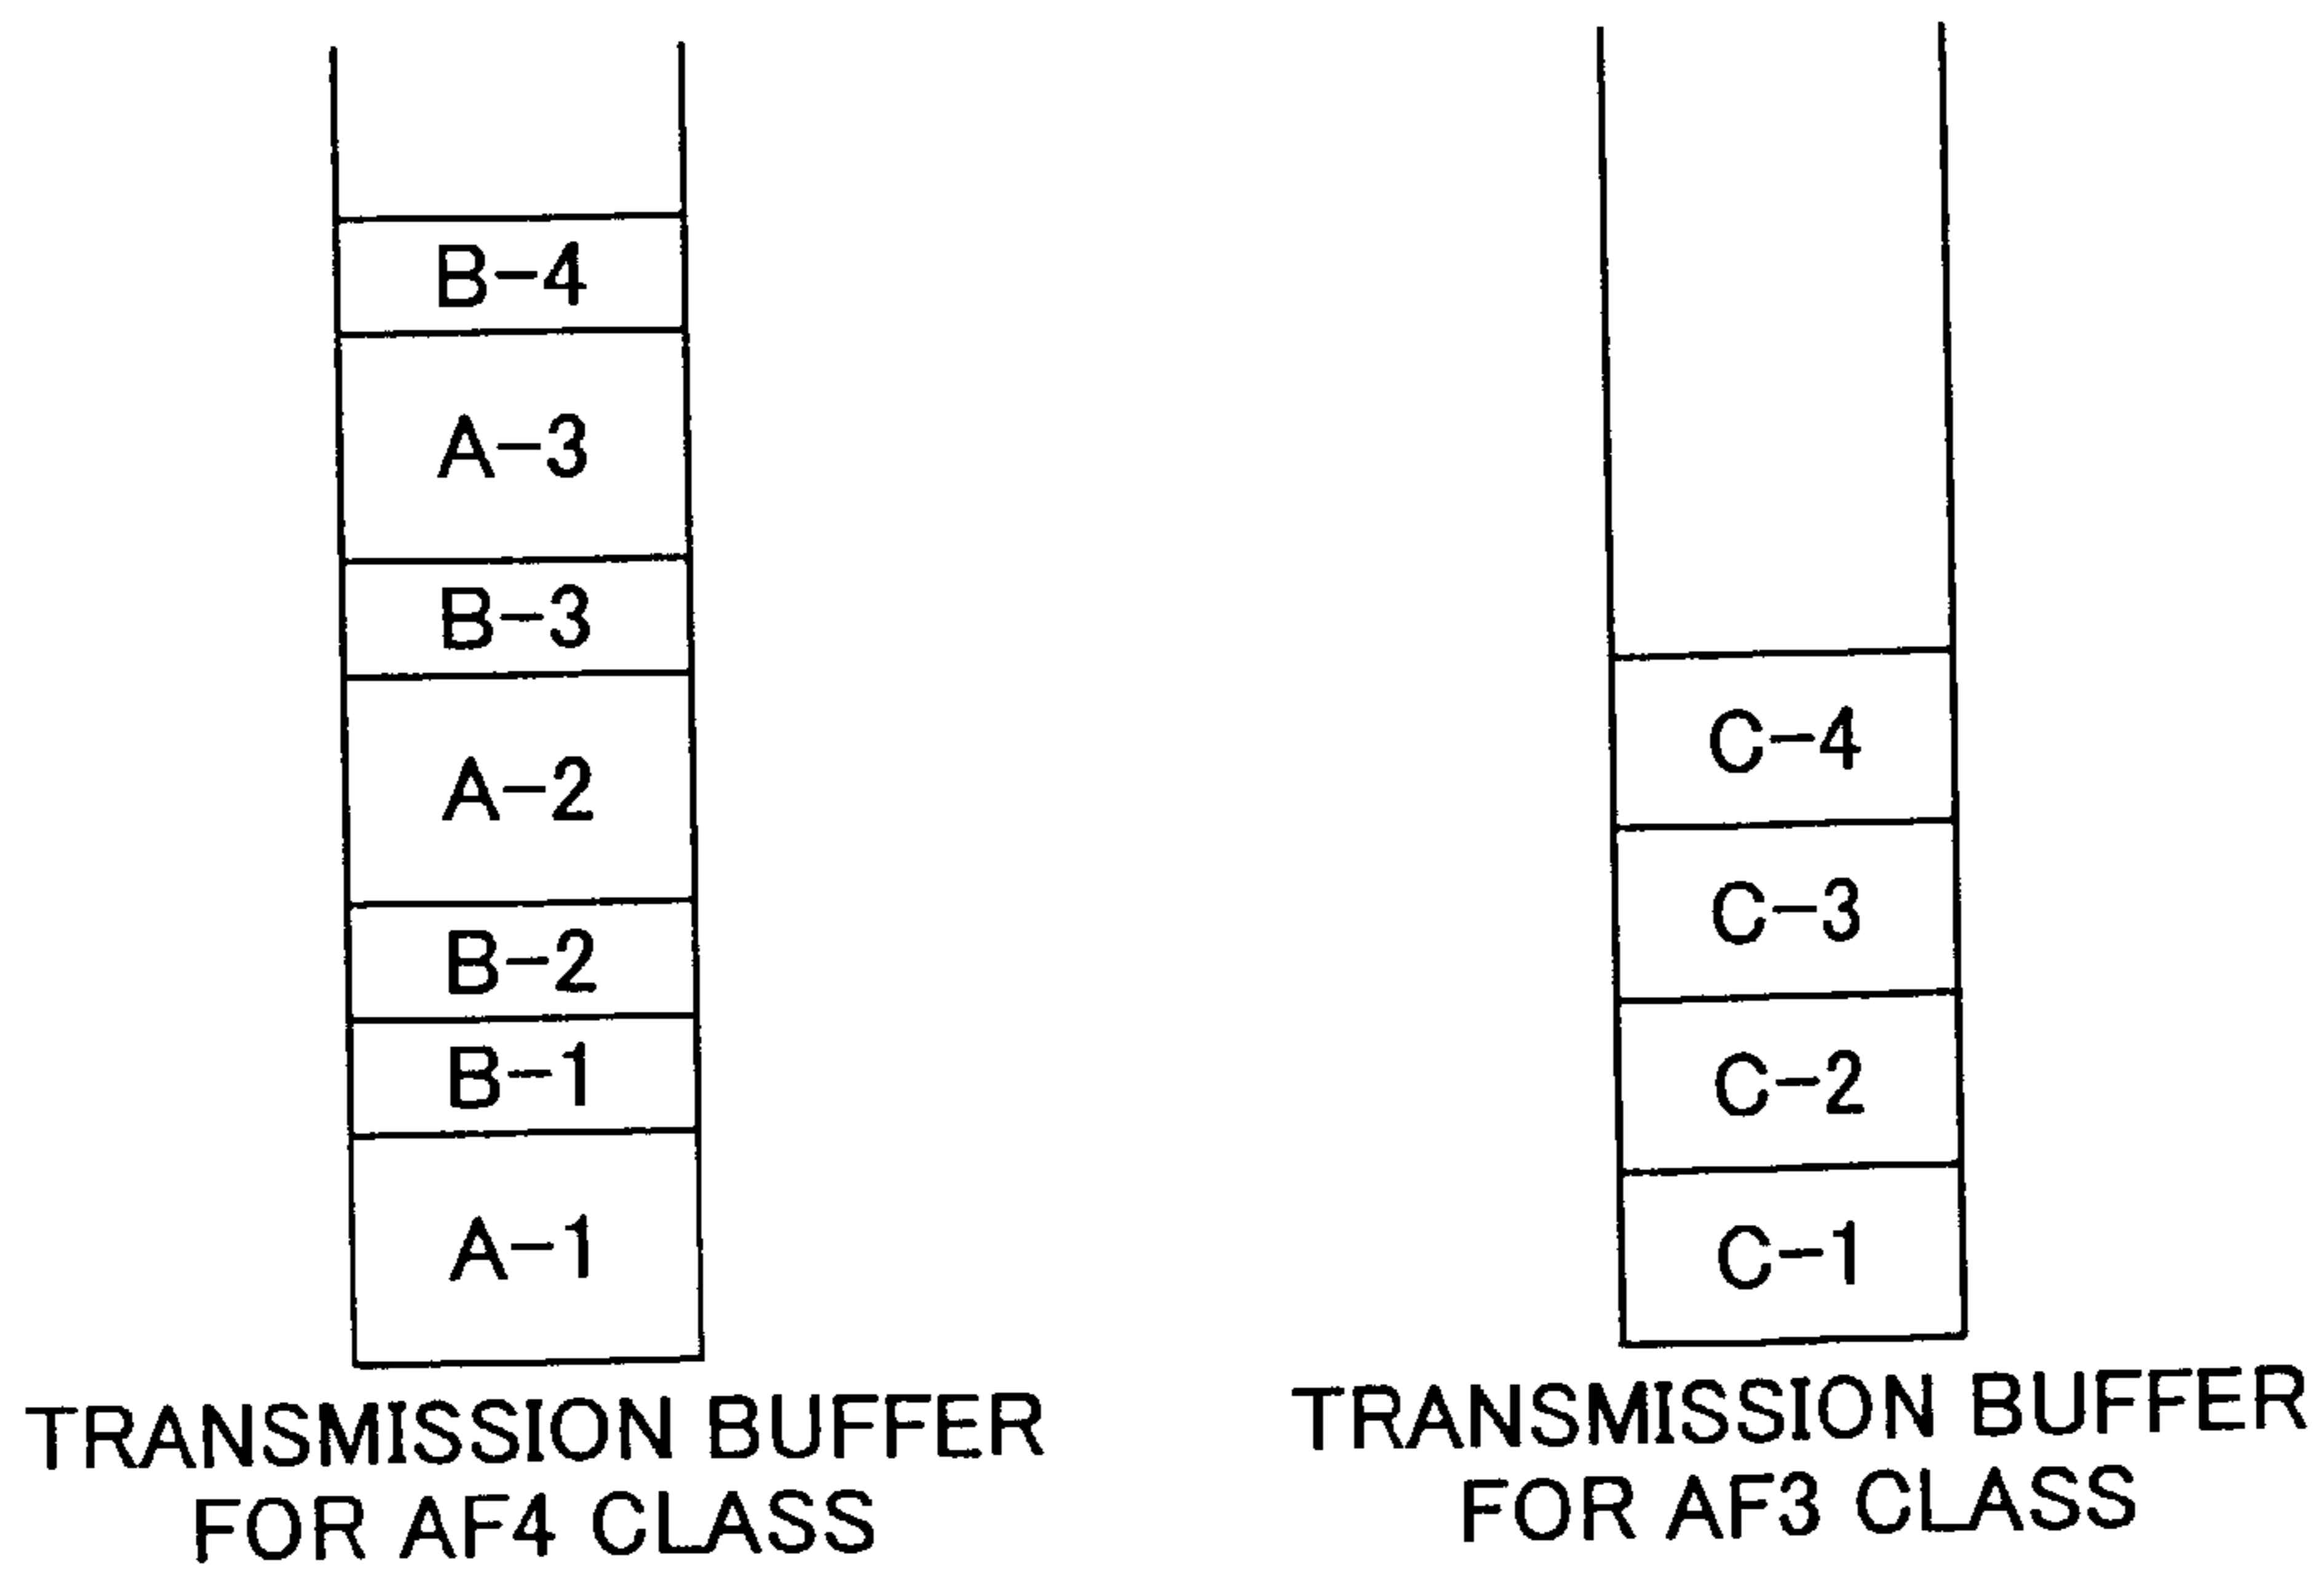 B-4
A-3
B-3
A-2
B-2
B-1
A-1
TRANSMISSION BUFFER
FOR AF4 CLASS
C-4
C-3
C-2
C-1
TRANSMISSION BUFFER
FOR AF3 CLASS